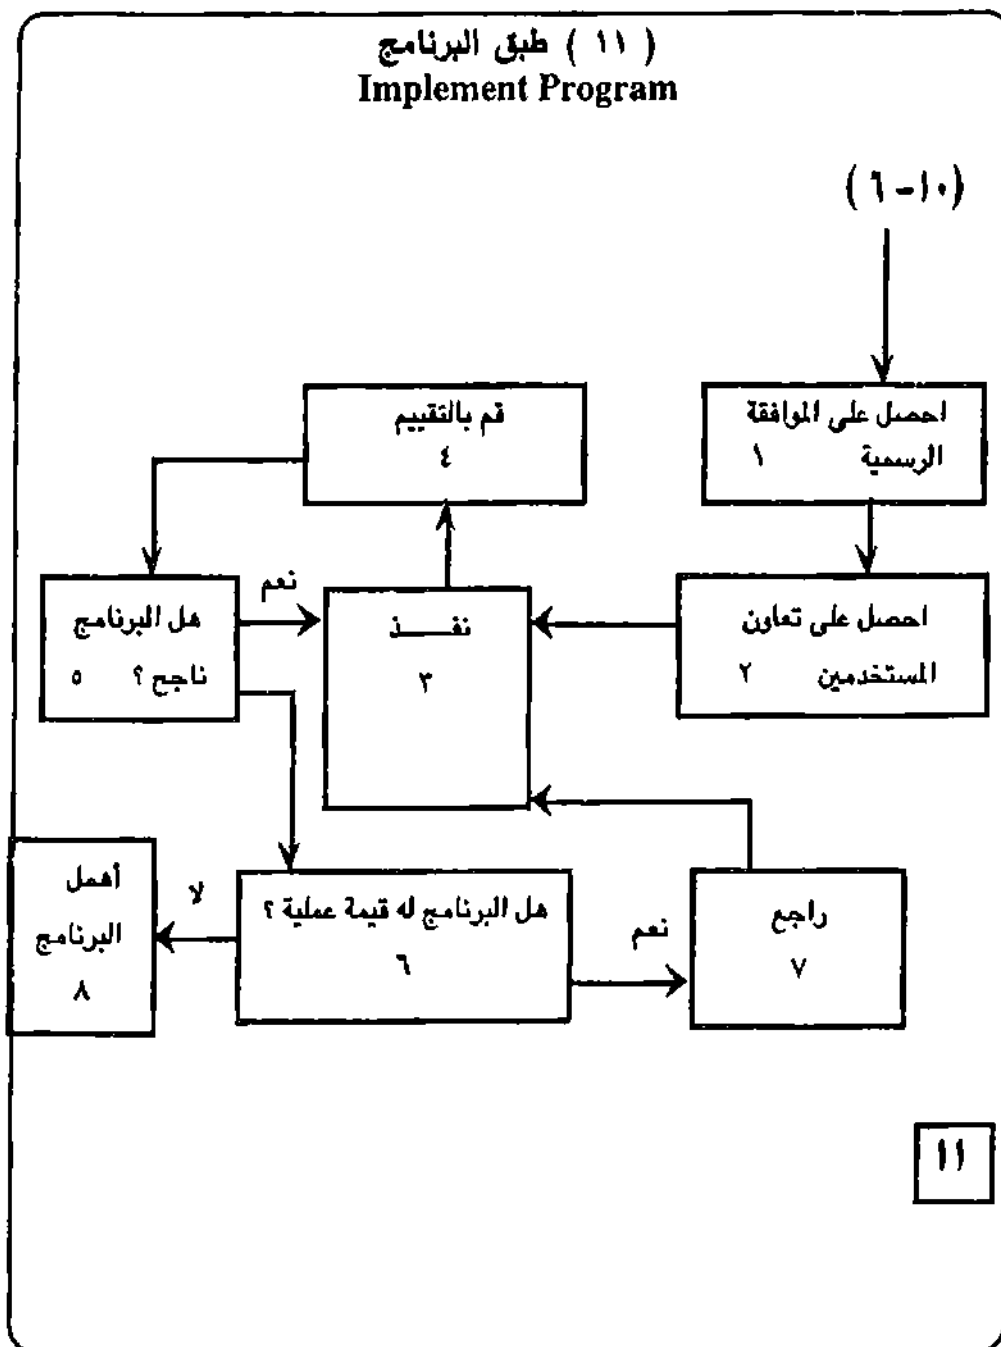 ( ١١ ) طبق البرنامج
Implement Program
( ٦ - ١٠ )
احصل على الموافقة
الرسمية ١
قم بالتقييم
٤
احصل على تعاون
المستخدمين ٢
نفـــــذ
٣
نعم
هل البرنامج
ناجح ؟ ٥
راجع
٧
نعم
هل البرنامج له قيمة عملية ؟
٦
لا
أهمل
البرنامج
٨
١١